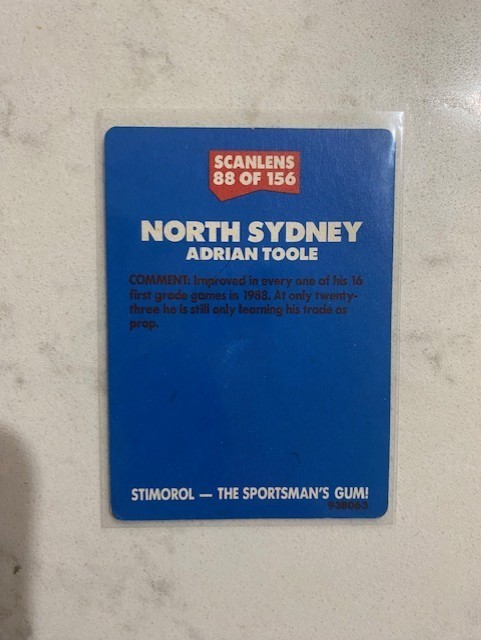 SCANLENS
88 OF 156
NORTH SYDNEY
ADRIAN TOOLE
COMMENT: Improved in every one of his 16
first grade games in 1988. At only twenty-
three he is still only learning his trade as
prop.
STIMOROL — THE SPORTSMAN'S GUM!